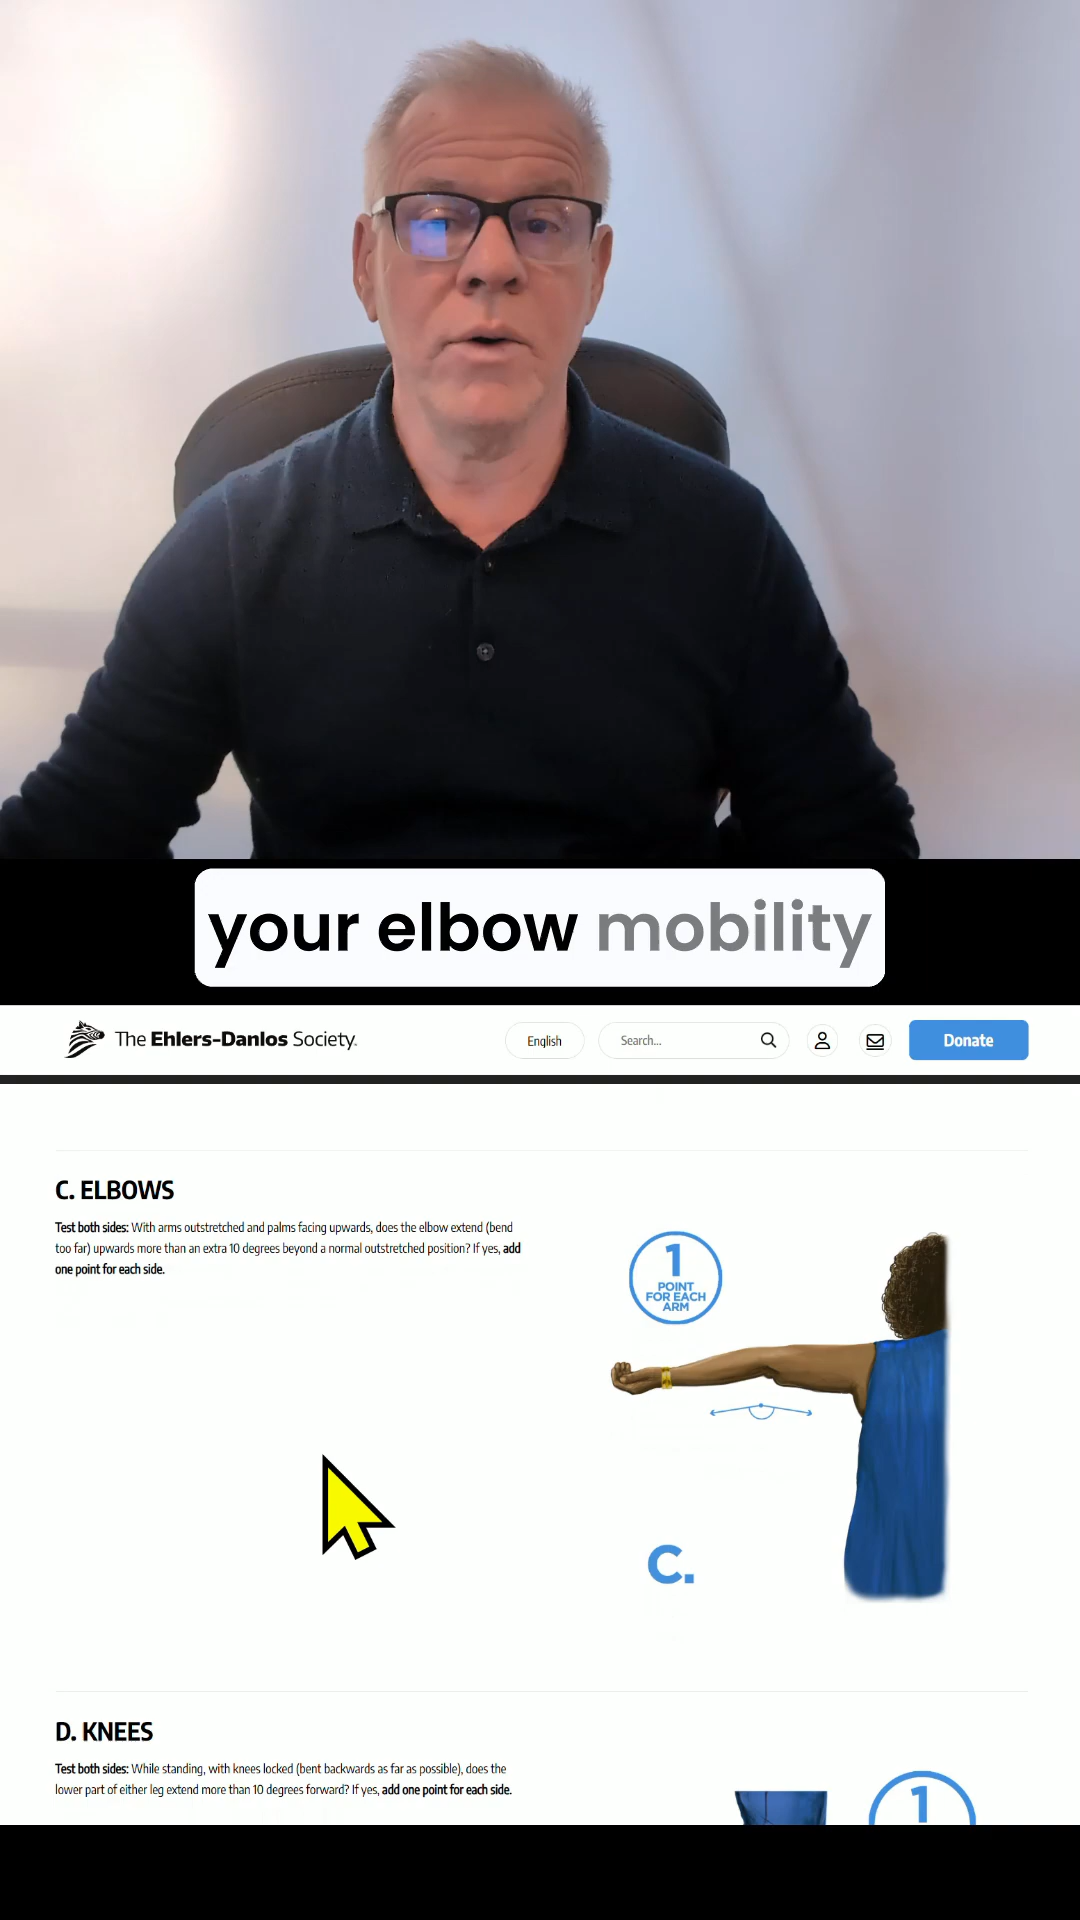 your elbow mobility
The Ehlers-Danlos Society.
English
Search...
Donate
C. ELBOWS
Test both sides: With arms outstretched and palms facing upwards, does the elbow extend (bend
too far) upwards more than an extra 10 degrees beyond a normal outstretched position? If yes, add
one point for each side.
1
POINT
FOR EACH
ARM
C.
D. KNEES
Test both sides: While standing, with knees locked (bent backwards as far as possible), does the
lower part of either leg extend more than 10 degrees forward? If yes, add one point for each side.
1